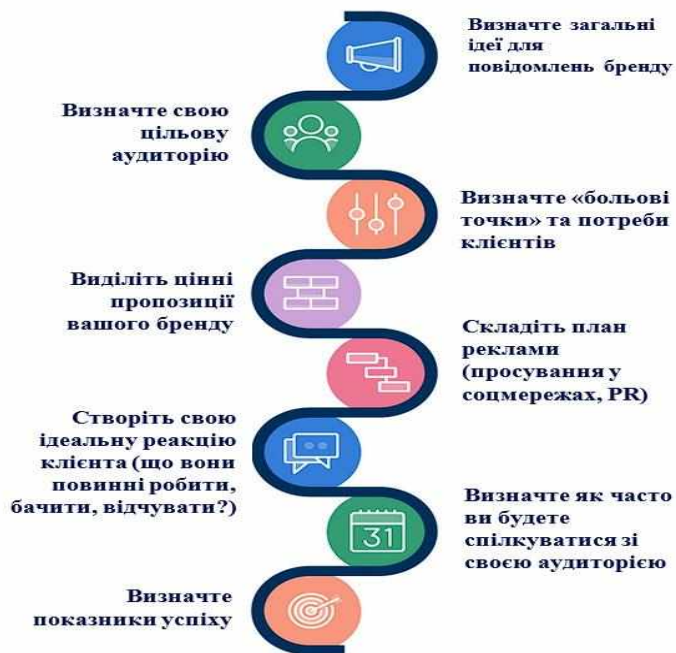 Визначте загальні
ідеї для
повідомлень бренду
Визначте свою
цільову
аудиторію
Визначте «больові
точки» та потреби
клієнтів
Виділіть цінні
пропозиції
вашого бренду
Складіть план
реклами
(просування у
соцмережах, PR)
Створіть свою
ідеальну реакцію
клієнта (що вони
повинні робити,
бачити, відчувати?)
Визначте як часто
ви будете
спілкуватися зі
своєю аудиторією
31
Визначте
показники успіху